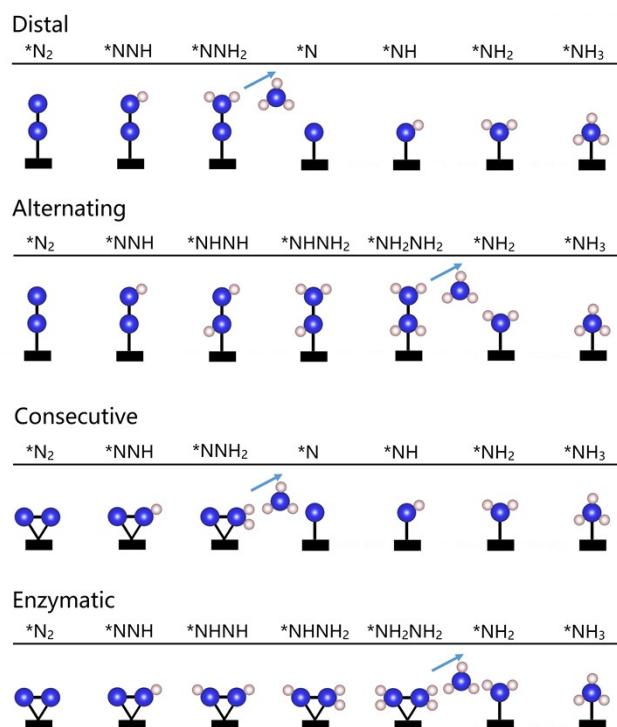 Distal
*N₂ *NNH *NNH₂ *N *NH *NH₂ *NH₃
Alternating
*N₂ *NNH *NHNH *NHNH₂ *NH₂NH₂ *NH₂ *NH₃
Consecutive
*N₂ *NNH *NNH₂ *N *NH *NH₂ *NH₃
Enzymatic
*N₂ *NNH *NHNH *NHNH₂ *NH₂NH₂ *NH₂ *NH₃